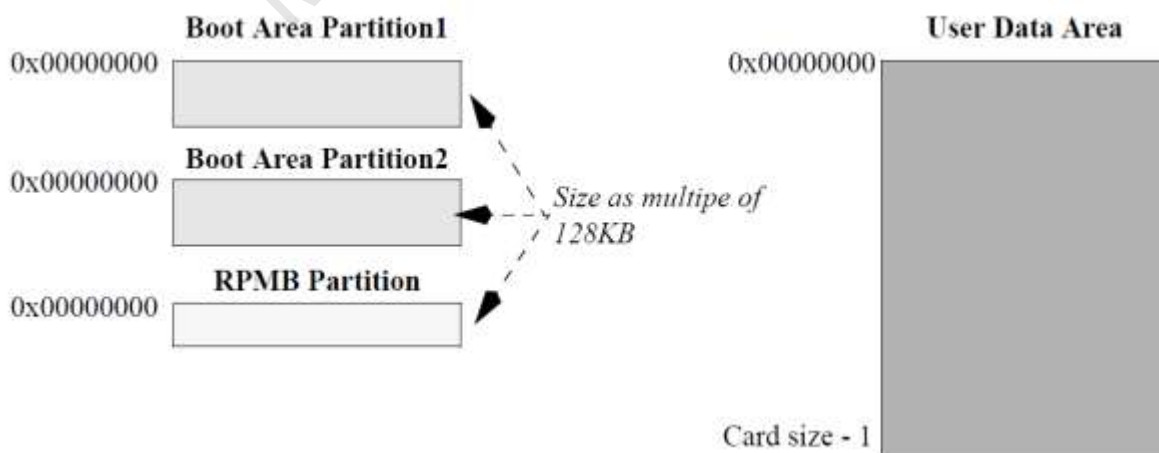 Boot Area Partition1
0x00000000
Boot Area Partition2
0x00000000
RPMB Partition
0x00000000
Size as multipe of
128KB
User Data Area
0x00000000
Card size - 1